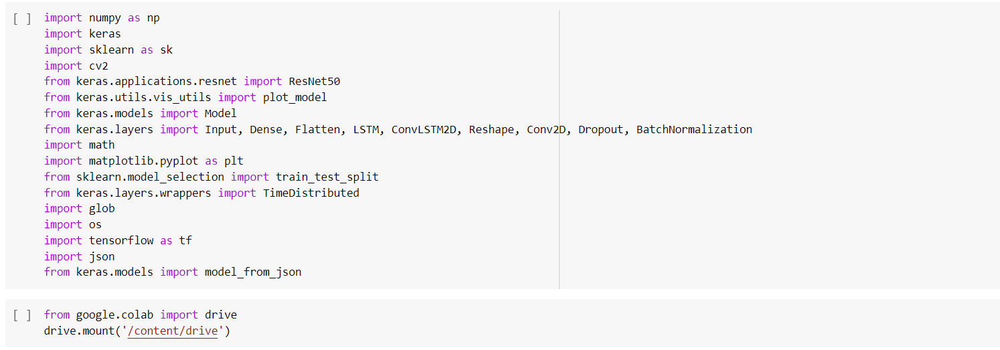 [ ] import numpy as np
import keras
import sklearn as sk
import cv2
from keras.applications.resnet import ResNet50
from keras.utils.vis_utils import plot_model
from keras.models import Model
from keras.layers import Input, Dense, Flatten, LSTM, ConvLSTM2D, Reshape, Conv2D, Dropout, BatchNormalization
import math
import matplotlib.pyplot as plt
from sklearn.model_selection import train_test_split
from keras.layers.wrappers import TimeDistributed
import glob
import os
import tensorflow as tf
import json
from keras.models import model_from_json
[ ] from google.colab import drive
drive.mount('/content/drive')